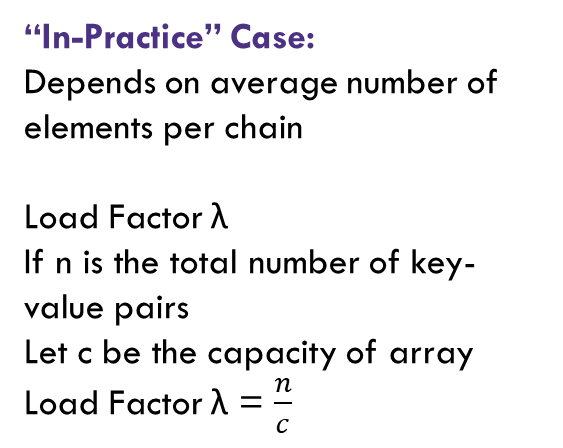 “In-Practice” Case:
Depends on average number of
elements per chain
Load Factor λ
If n is the total number of key-
value pairs
Let c be the capacity of array
Load Factor λ = n/c